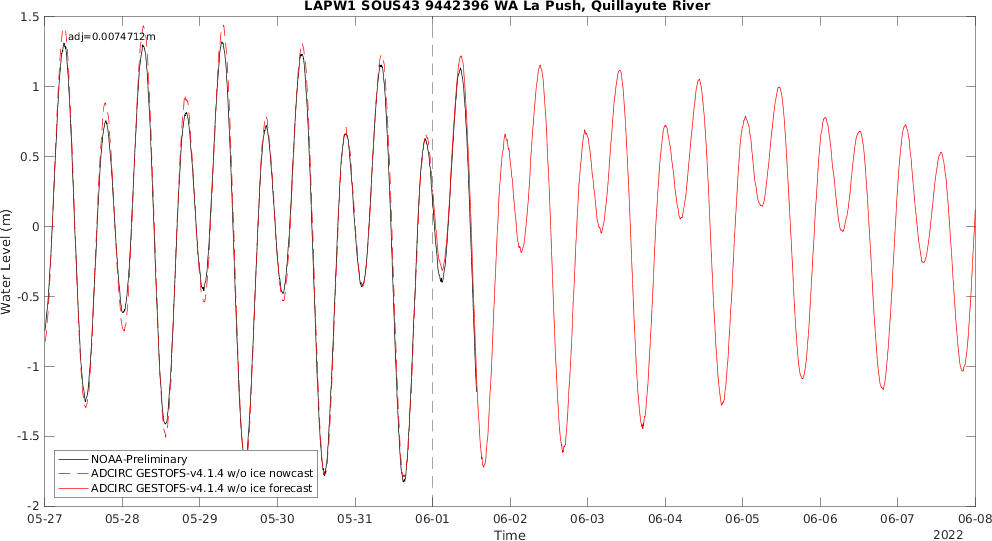 LAPW1 SOUS43 9442396 WA La Push, Quillayute River
adj=0.0074712m
Water Level (m)
1.5
1
0.5
0
-0.5
-1
-1.5
-2
NOAA-Preliminary
ADCIRC GESTOFS-v4.1.4 w/o ice nowcast
ADCIRC GESTOFS-v4.1.4 w/o ice forecast
05-27 05-28 05-29 05-30 05-31 06-01 06-02 06-03 06-04 06-05 06-06 06-07 06-08
Time
2022